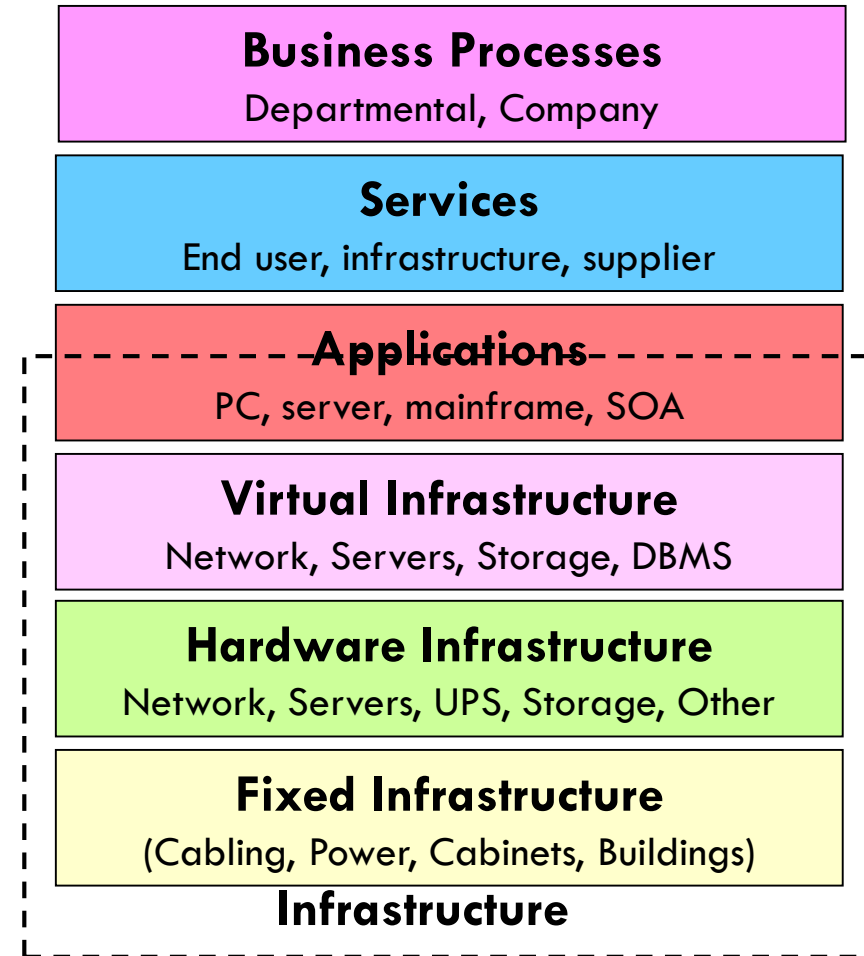 Business Processes
Departmental, Company
Services
End user, infrastructure, supplier
Applications
PC, server, mainframe, SOA
Virtual Infrastructure
Network, Servers, Storage, DBMS
Hardware Infrastructure
Network, Servers, UPS, Storage, Other
Fixed Infrastructure
(Cabling, Power, Cabinets, Buildings)
Infrastructure